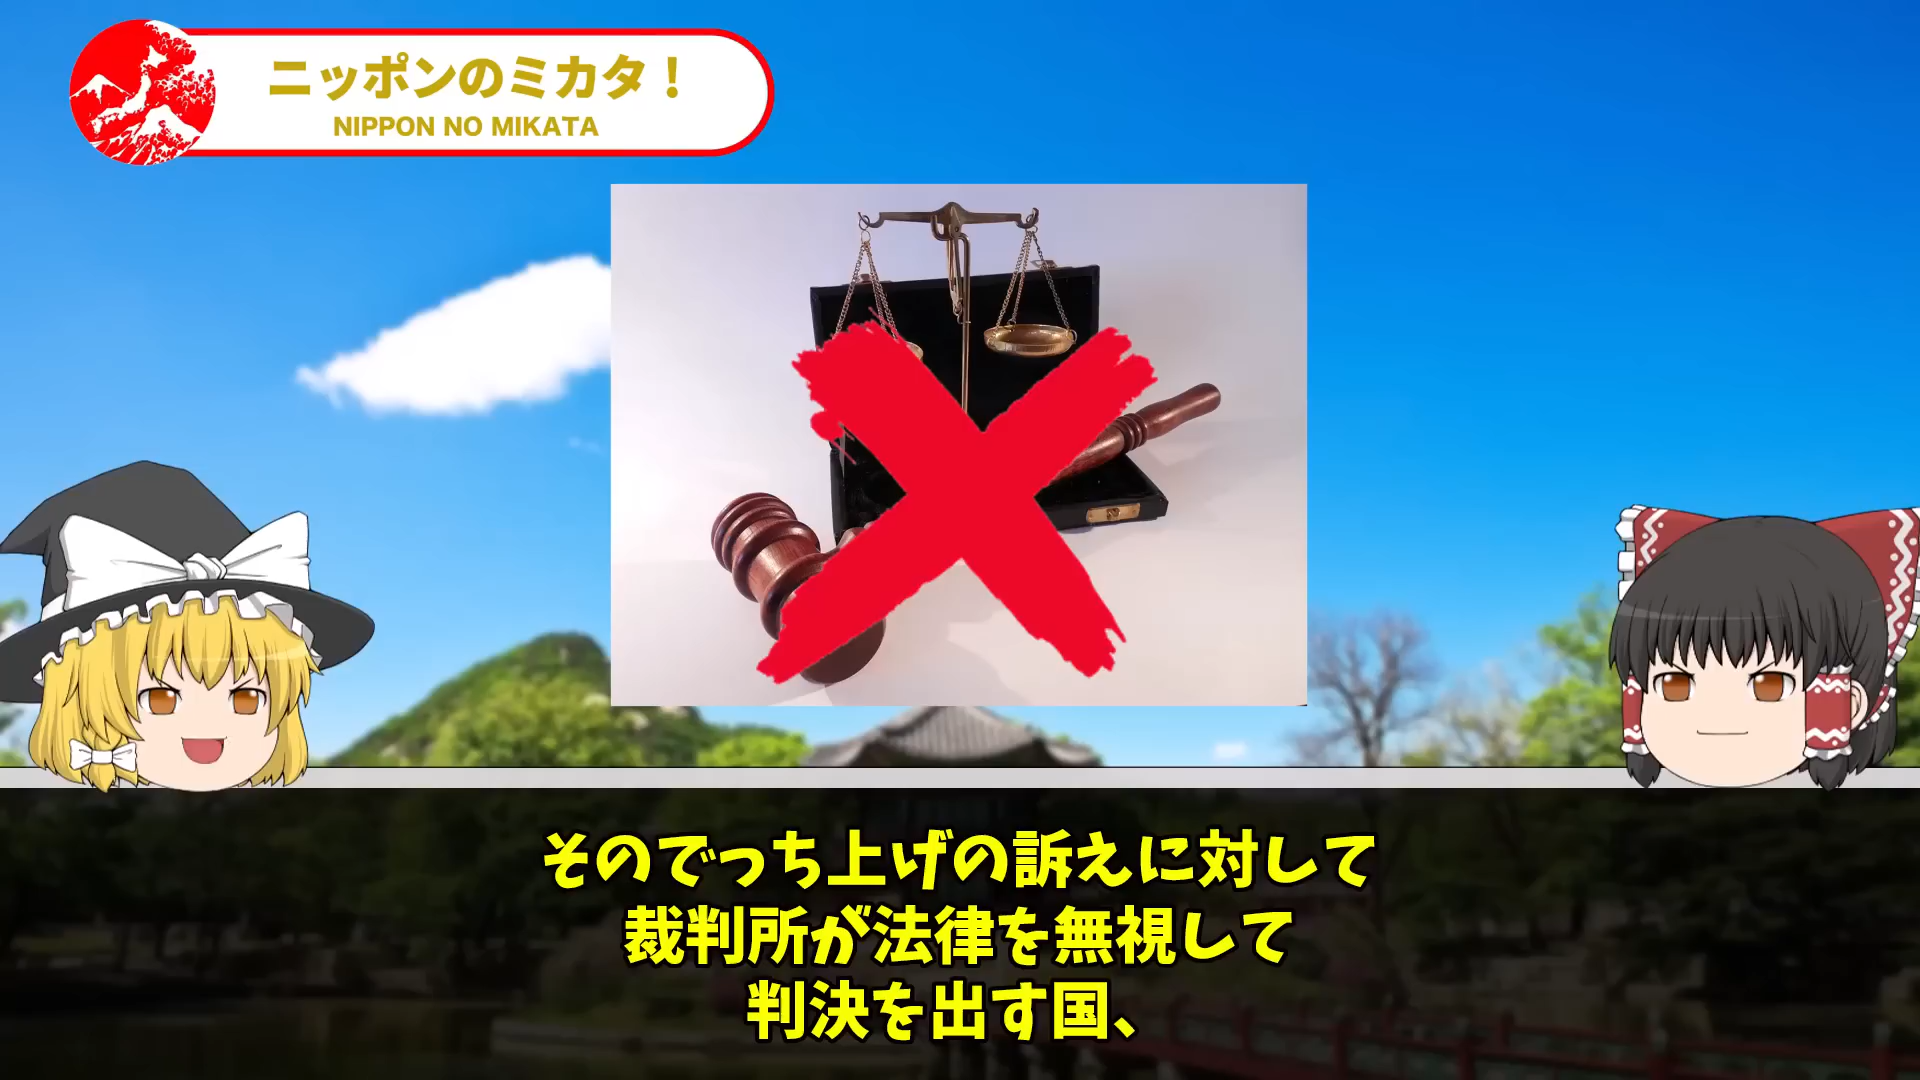 ニッポンのミカタ！
NIPPON NO MIKATA
そのでっち上げの訴えに対して
裁判所が法律を無視して
判決を出す国、